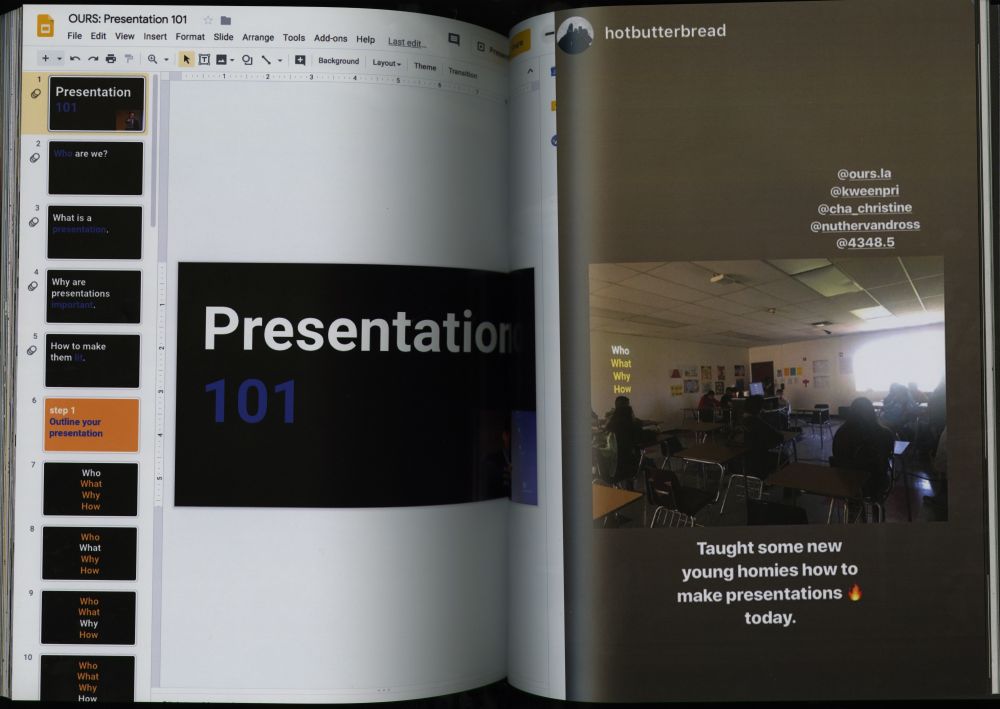 OURS: Presentation 101
File Edit View Insert Format Slide Arrange Tools Add-ons Help Last edit...
Background Layout Theme Transition
1
Presentation
101
2
Who are we?
3
What is a
presentation.
4
Why are
presentations
important.
5
How to make
them lit.
6
step 1
Outline your
presentation
7
Who
What
Why
How
8
Who
What
Why
How
9
Who
What
Why
How
10
Who
What
Why
How
Presentation
101
hotbutterbread
@ours.la
@kweenpri
@cha_christine
@nuthervandross
@4348.5
Who
What
Why
How
Taught some new
young homies how to
make presentations 🔥
today.